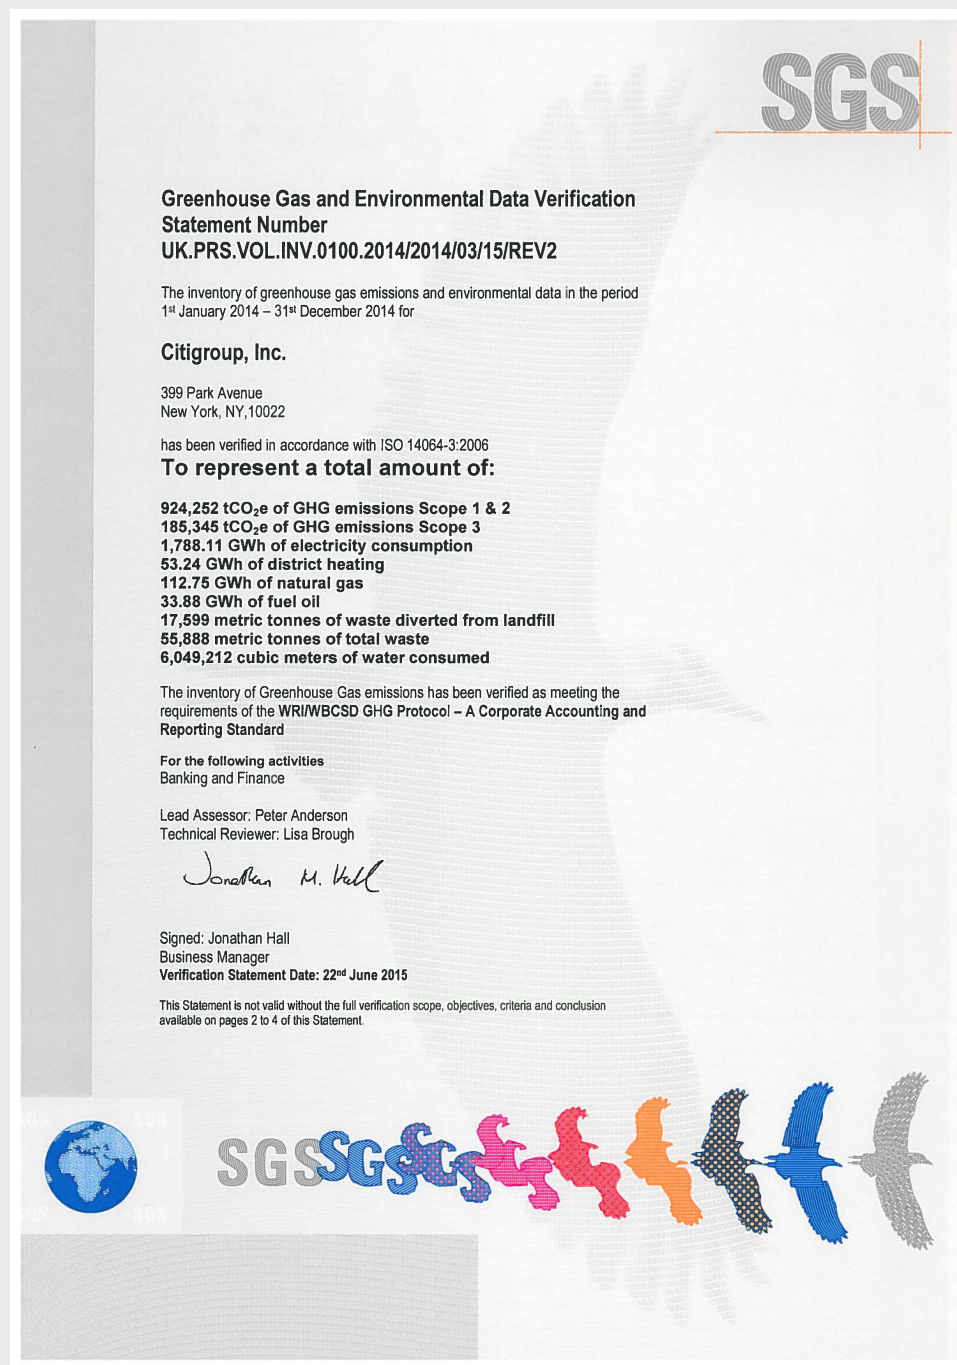 SGS
Greenhouse Gas and Environmental Data Verification
Statement Number
UK.PRS.VOL.INV.0100.2014/2014/03/15/REV2
The inventory of greenhouse gas emissions and environmental data in the period
1st January 2014 – 31st December 2014 for
Citigroup, Inc.
399 Park Avenue
New York, NY,10022
has been verified in accordance with ISO 14064-3:2006
To represent a total amount of:
924,252 tCO₂e of GHG emissions Scope 1 & 2
185,345 tCO₂e of GHG emissions Scope 3
1,788.11 GWh of electricity consumption
53.24 GWh of district heating
112.75 GWh of natural gas
33.88 GWh of fuel oil
17,599 metric tonnes of waste diverted from landfill
55,888 metric tonnes of total waste
6,049,212 cubic meters of water consumed
The inventory of Greenhouse Gas emissions has been verified as meeting the
requirements of the WRI/WBCSD GHG Protocol – A Corporate Accounting and
Reporting Standard
For the following activities
Banking and Finance
Lead Assessor: Peter Anderson
Technical Reviewer: Lisa Brough
Jonathan M. Hall
Signed: Jonathan Hall
Business Manager
Verification Statement Date: 22nd June 2015
This Statement is not valid without the full verification scope, objectives, criteria and conclusion
available on pages 2 to 4 of this Statement.
SGS SGS
SGS SGS SGS
SGS SGS